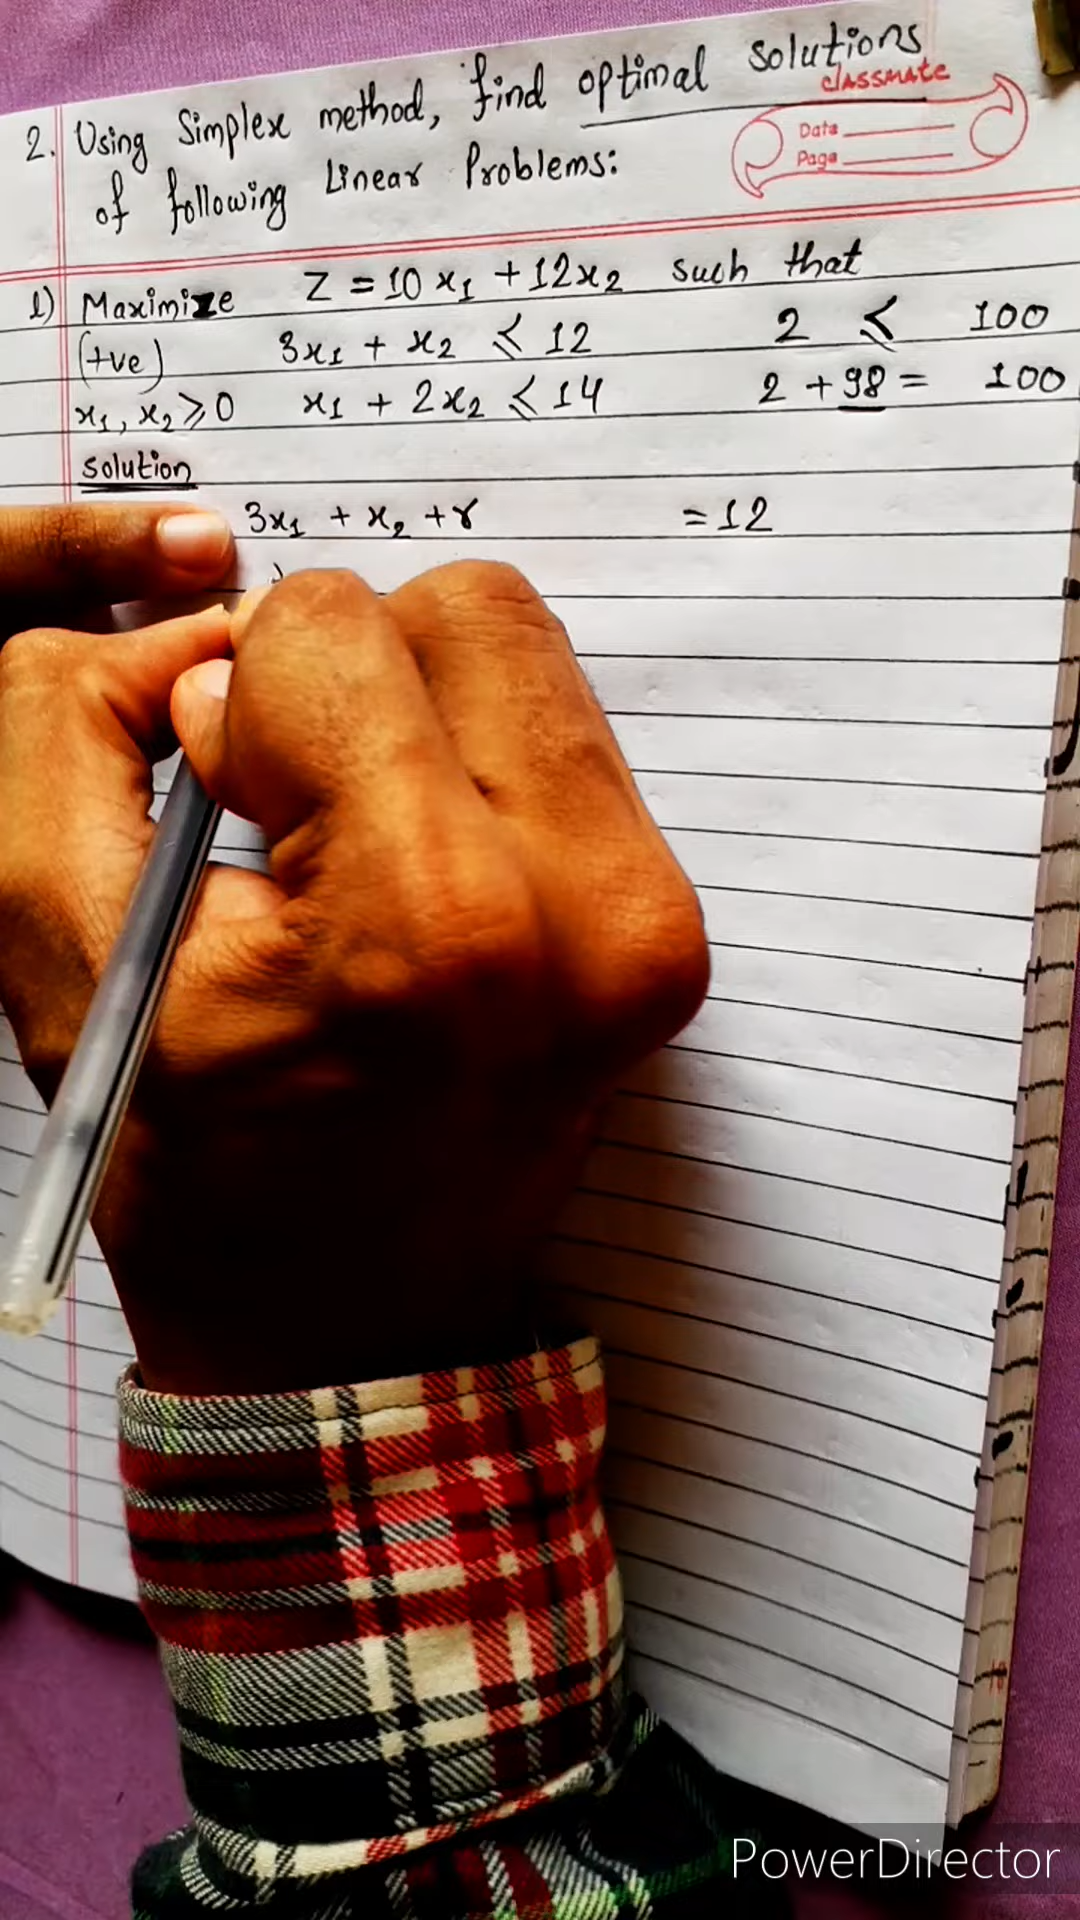 2. Using Simplex method, find optimal solutions
classmate
Date
Page
of following Linear Problems:
1) Maximize Z = 10x₁ + 12x₂ such that
(+ve) 3x₁ + x₂ ⩽ 12 2 ⩽ 100
x₁, x₂ ⩾ 0 x₁ + 2x₂ ⩽ 14 2 + 98 = 100
solution
3x₁ + x₂ + r = 12
PowerDirector